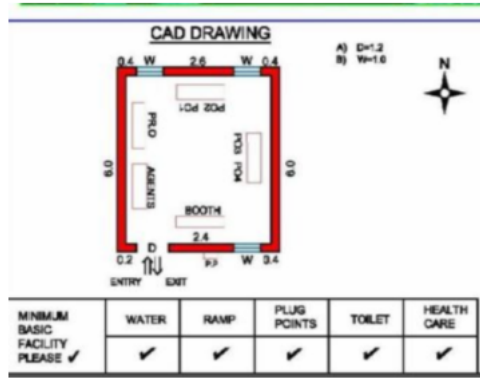 CAD DRAWING
A) D=1.2
B) W=1.0
N
0.4 W 2.6 W 0.4
PO2 PO1
PRLO
PO3 PO4
6.0
6.0
AGENTS
BOOTH
2.4
0.2 D P.P W 0.4
ENTRY EXIT
MINIMUM BASIC FACILITY PLEASE ✓
WATER
RAMP
PLUG POINTS
TOILET
HEALTH CARE
✓ ✓ ✓ ✓ ✓